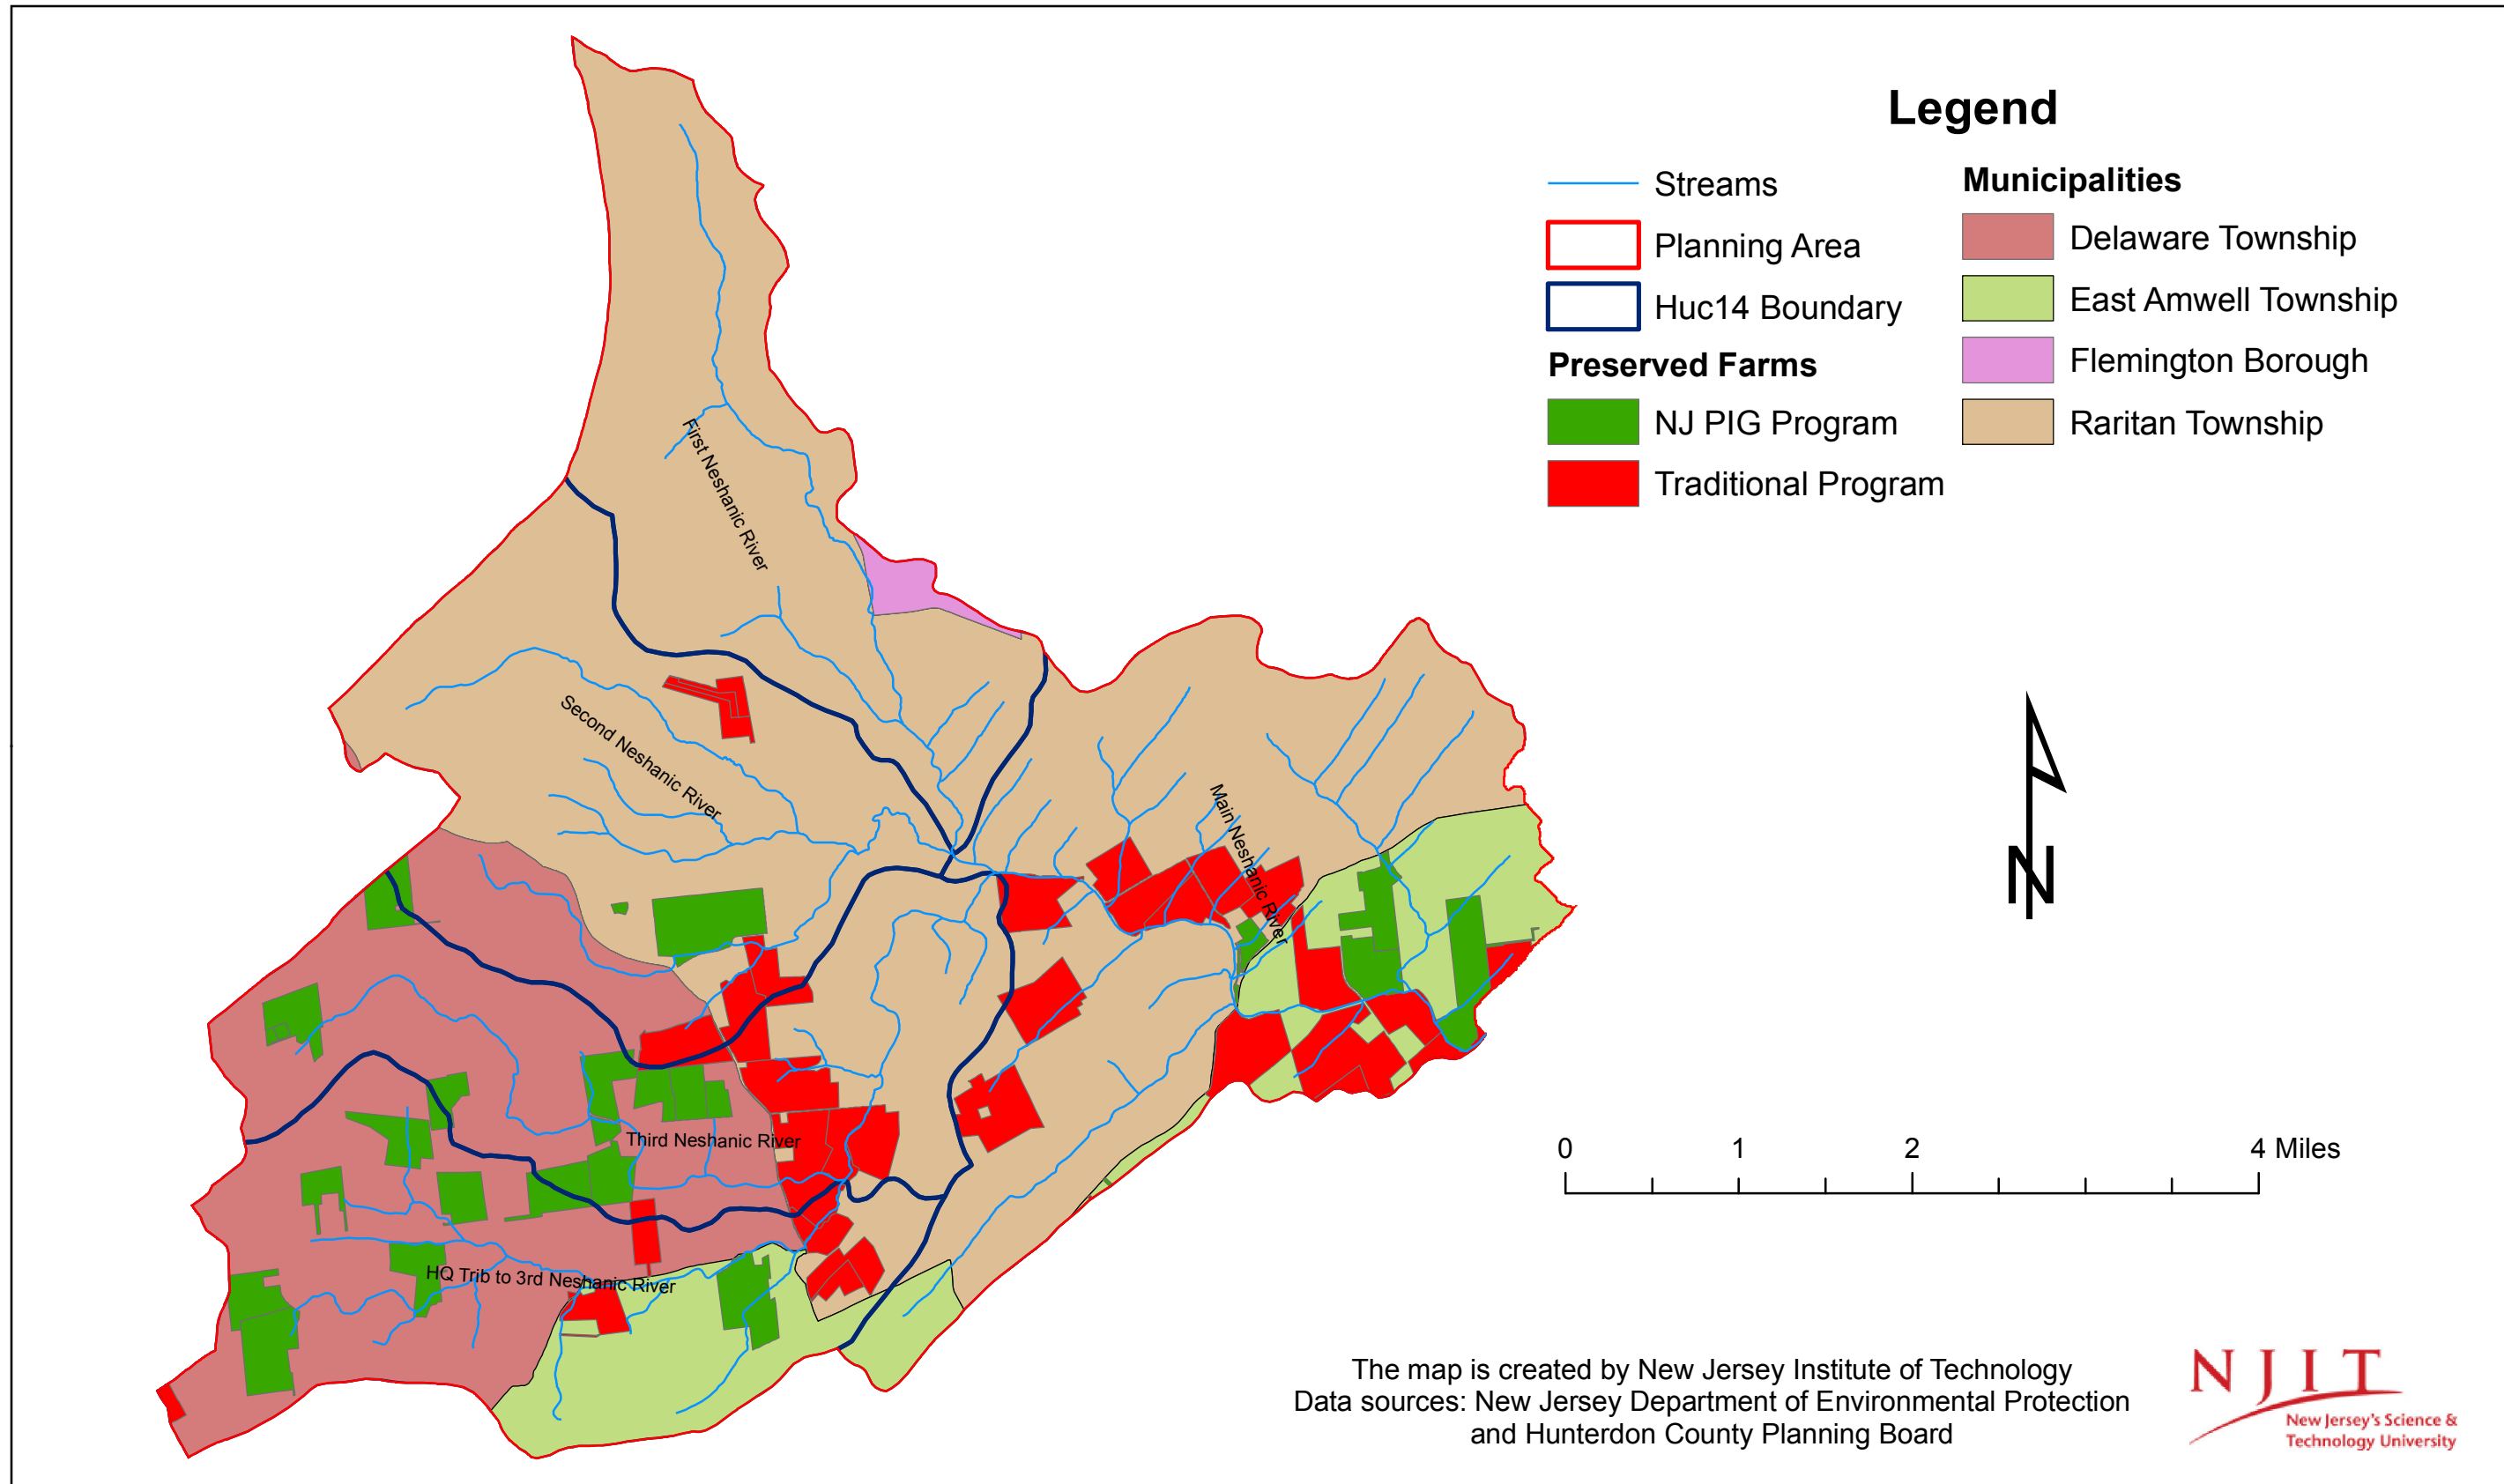 Legend
Streams
Planning Area
Huc14 Boundary
Preserved Farms
NJ PIG Program
Traditional Program
Municipalities
Delaware Township
East Amwell Township
Flemington Borough
Raritan Township
First Neshanic River
Second Neshanic River
Main Neshanic River
Third Neshanic River
HQ Trib to 3rd Neshanic River
N
0 1 2 4 Miles
The map is created by New Jersey Institute of Technology
Data sources: New Jersey Department of Environmental Protection
and Hunterdon County Planning Board
NJIT
New Jersey's Science &
Technology University